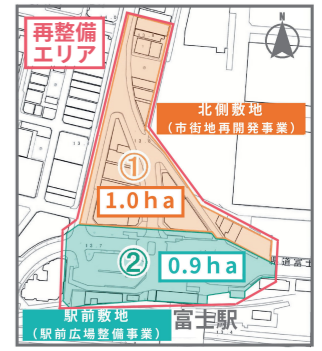 再整備
エリア
N
北側敷地
（市街地再開発事業）
①
1.0ha
②
0.9ha
駅前敷地
（駅前広場整備事業）
富士駅